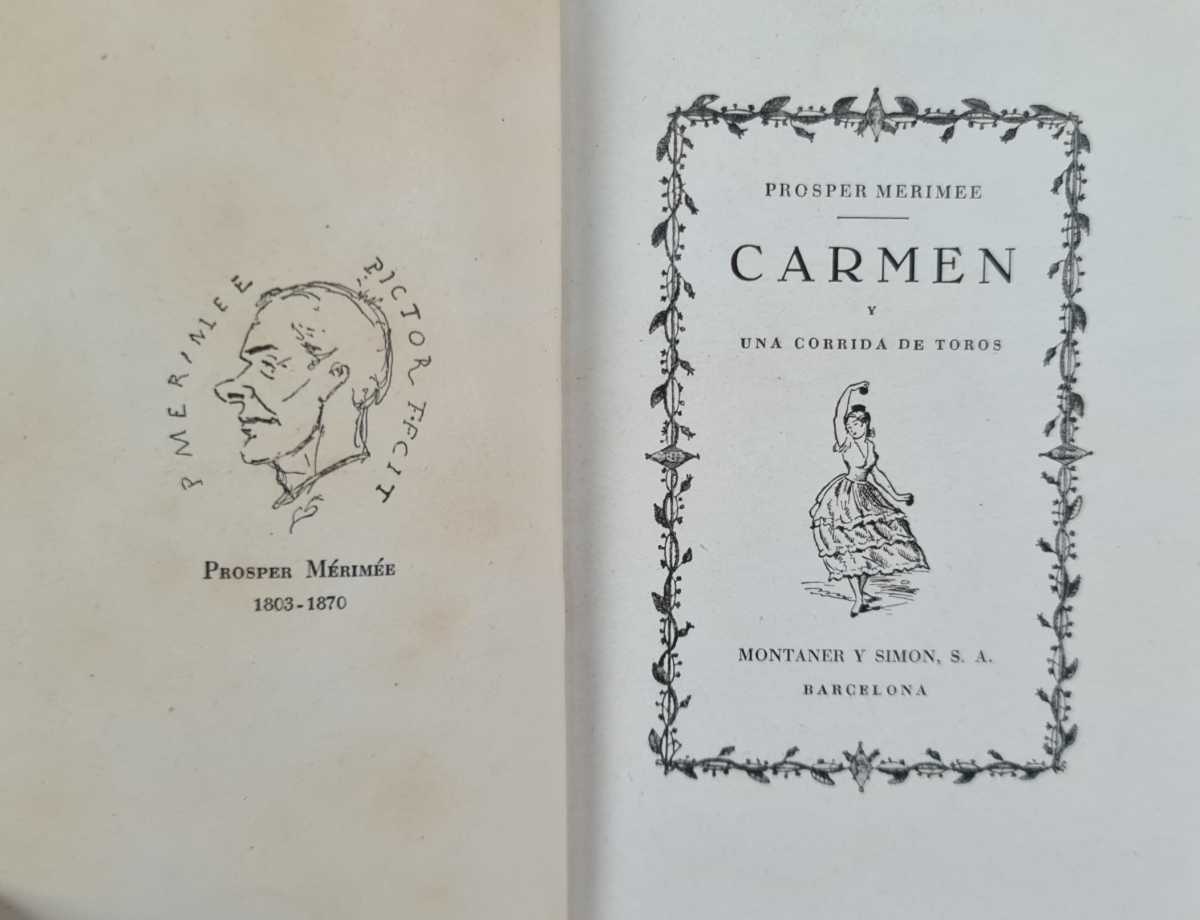 P MERIMEE
PICTOR FECIT
PROSPER MÉRIMÉE
1803-1870
PROSPER MERIMEE
CARMEN
Y
UNA CORRIDA DE TOROS
MONTANER Y SIMON, S. A.
BARCELONA